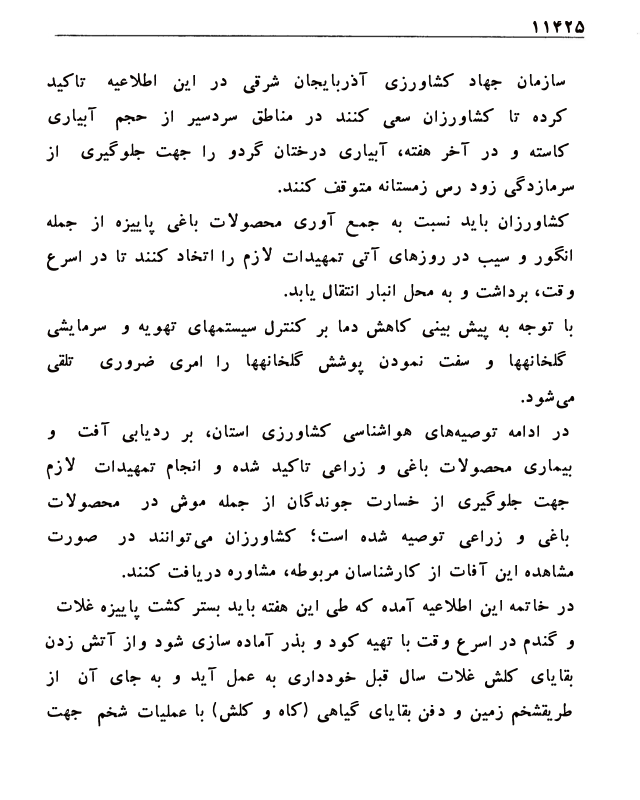 ۱۱۴۲۵
سازمان جهاد کشاورزی آذربایجان شرقی در این اطلاعیه تاکید
کرده تا کشاورزان سعی کنند در مناطق سردسیر از حجم آبیاری
کاسته و در آخر هفته، آبیاری درختان گردو را جهت جلوگیری از
سرمازدگی زود رس زمستانه متوقف کنند.
کشاورزان باید نسبت به جمع آوری محصولات باغی پاییزه از جمله
انگور و سیب در روزهای آتی تمهیدات لازم را اتخاد کنند تا در اسرع
وقت، برداشت و به محل انبار انتقال یابد.
با توجه به پیش بینی کاهش دما بر کنترل سیستمهای تهویه و سرمایشی
گلخانهها و سفت نمودن پوشش گلخانهها را امری ضروری تلقی
می‌شود.
در ادامه توصیه‌های هواشناسی کشاورزی استان، بر ردیابی آفت و
بیماری محصولات باغی و زراعی تاکید شده و انجام تمهیدات لازم
جهت جلوگیری از خسارت جوندگان از جمله موش در محصولات
باغی و زراعی توصیه شده است؛ کشاورزان می‌توانند در صورت
مشاهده این آفات از کارشناسان مربوطه، مشاوره دریافت کنند.
در خاتمه این اطلاعیه آمده که طی این هفته باید بستر کشت پاییزه غلات
و گندم در اسرع وقت با تهیه کود و بذر آماده سازی شود واز آتش زدن
بقایای کلش غلات سال قبل خودداری به عمل آید و به جای آن از
طریقشخم زمین و دفن بقایای گیاهی (کاه و کلش) با عملیات شخم جهت